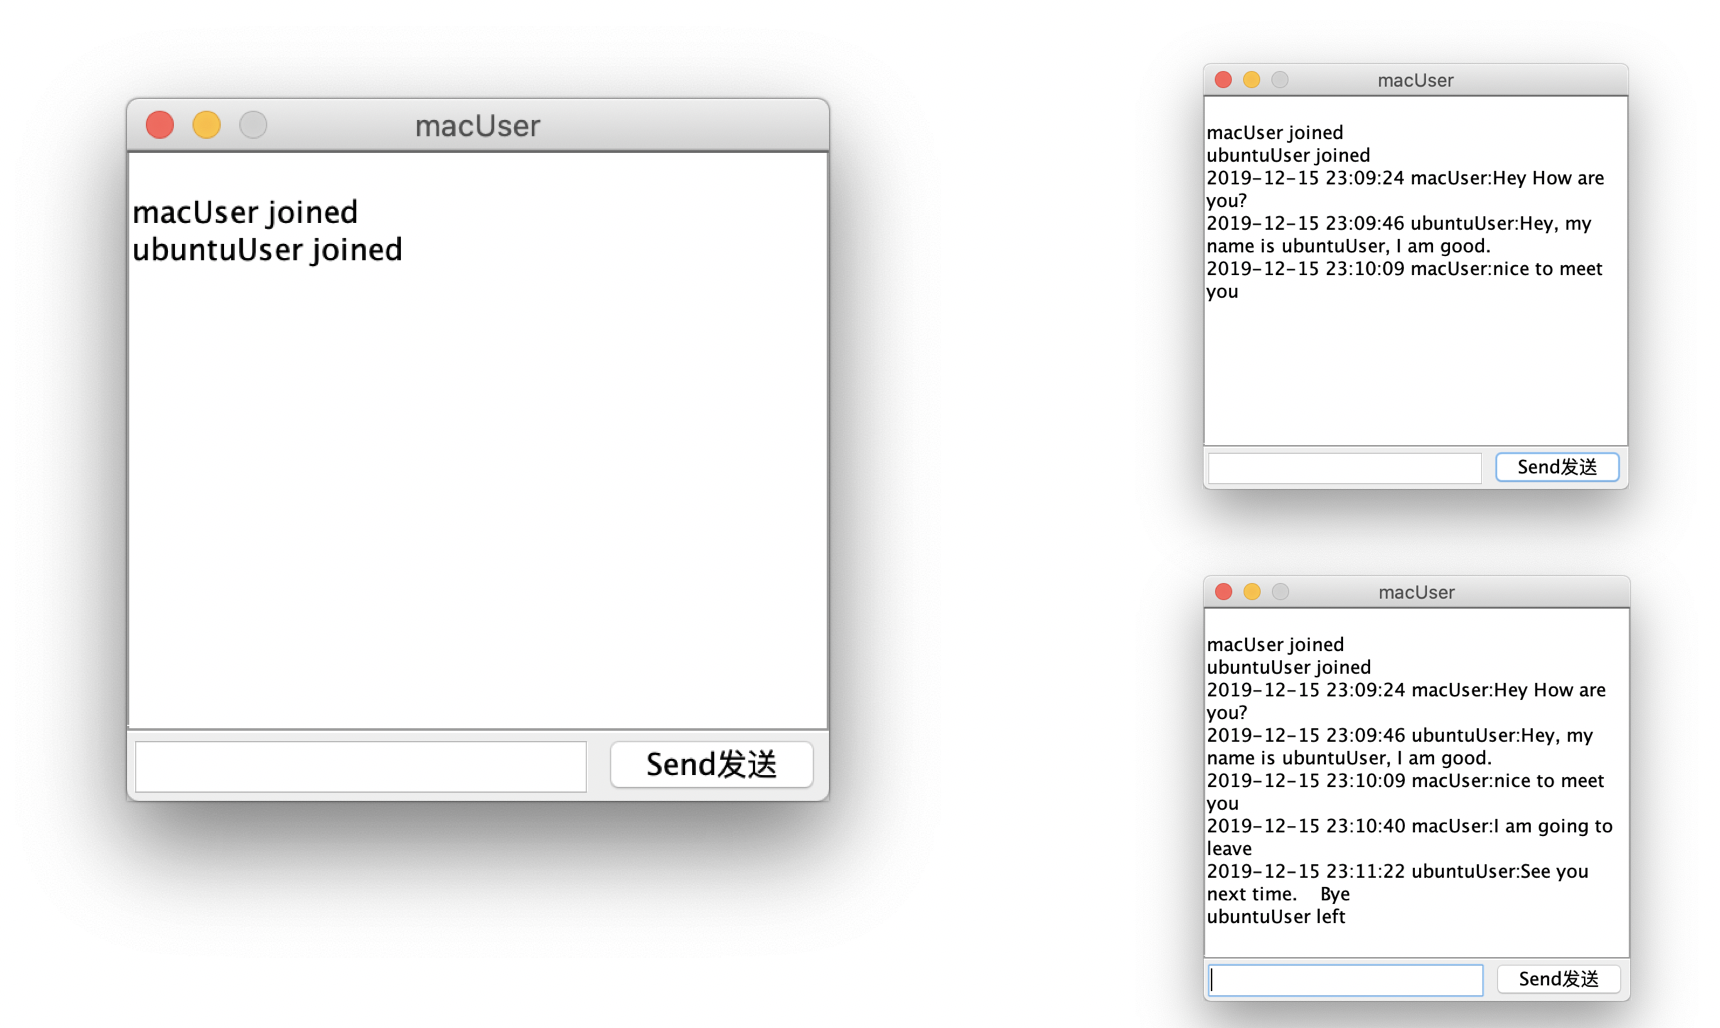 macUser
macUser joined
ubuntuUser joined
Send发送
macUser
macUser joined
ubuntuUser joined
2019-12-15 23:09:24 macUser:Hey How are
you?
2019-12-15 23:09:46 ubuntuUser:Hey, my
name is ubuntuUser, I am good.
2019-12-15 23:10:09 macUser:nice to meet
you
Send发送
macUser
macUser joined
ubuntuUser joined
2019-12-15 23:09:24 macUser:Hey How are
you?
2019-12-15 23:09:46 ubuntuUser:Hey, my
name is ubuntuUser, I am good.
2019-12-15 23:10:09 macUser:nice to meet
you
2019-12-15 23:10:40 macUser:I am going to
leave
2019-12-15 23:11:22 ubuntuUser:See you
next time.    Bye
ubuntuUser left
Send发送